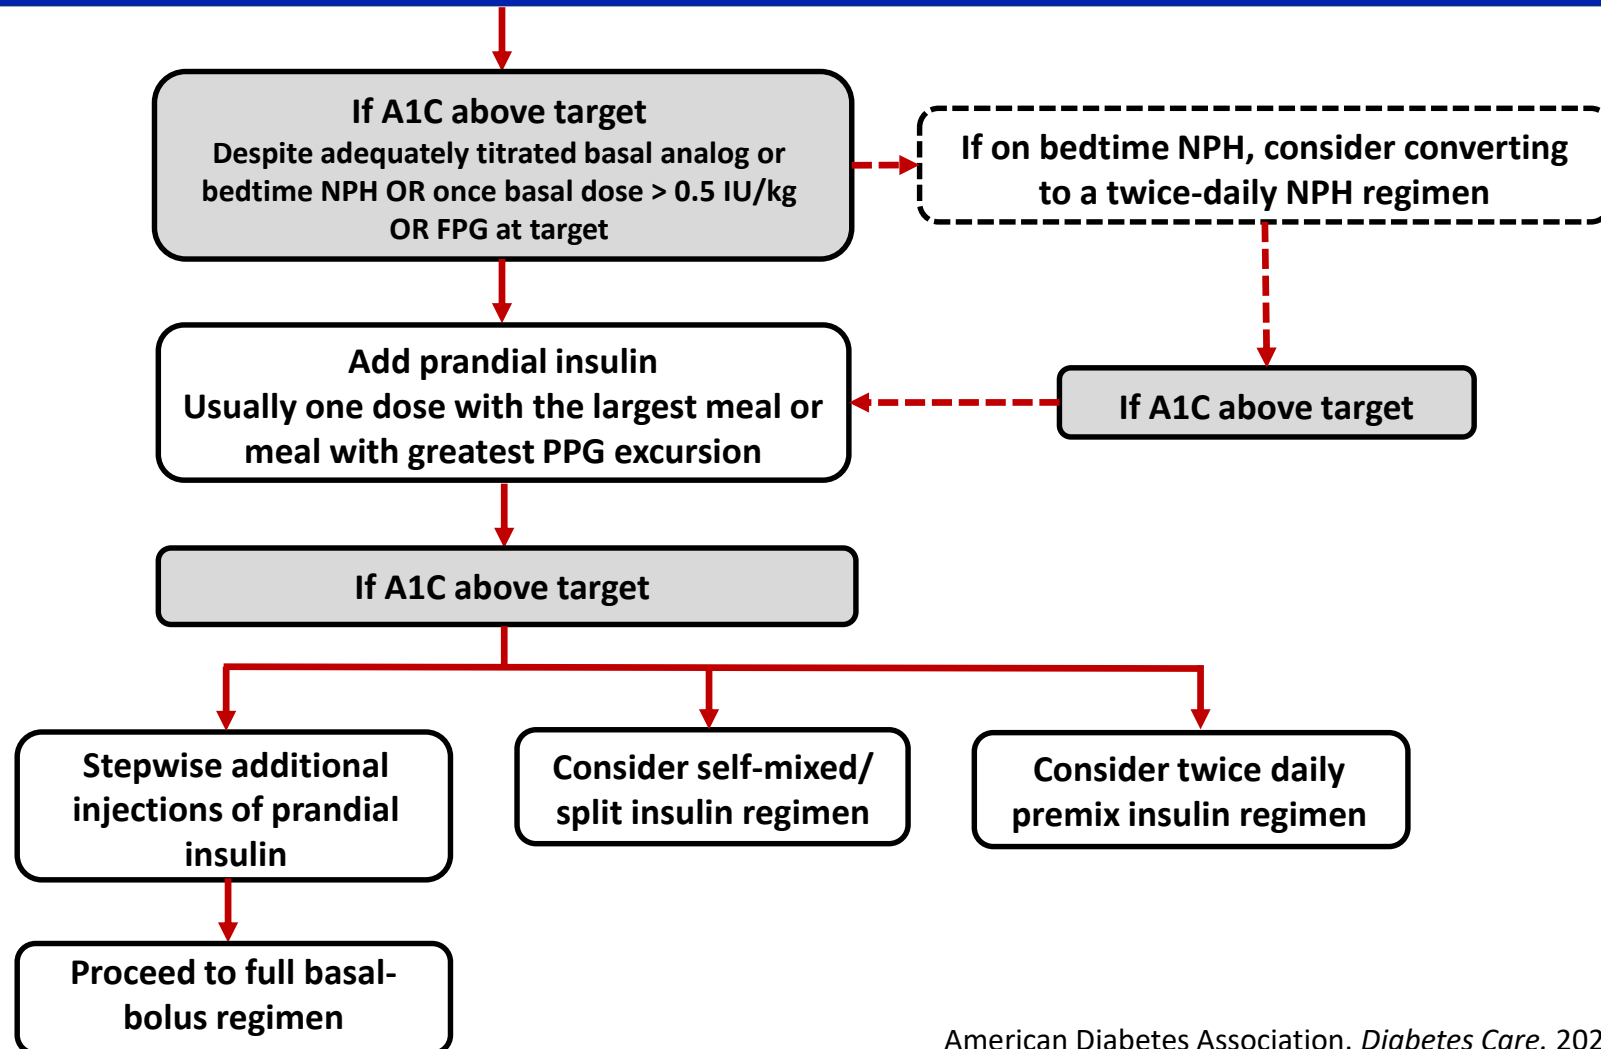 If A1C above target
Despite adequately titrated basal analog or
bedtime NPH OR once basal dose > 0.5 IU/kg
OR FPG at target
If on bedtime NPH, consider converting
to a twice-daily NPH regimen
Add prandial insulin
Usually one dose with the largest meal or
meal with greatest PPG excursion
If A1C above target
If A1C above target
Stepwise additional
injections of prandial
insulin
Consider self-mixed/
split insulin regimen
Consider twice daily
premix insulin regimen
Proceed to full basal-
bolus regimen
American Diabetes Association. Diabetes Care. 202